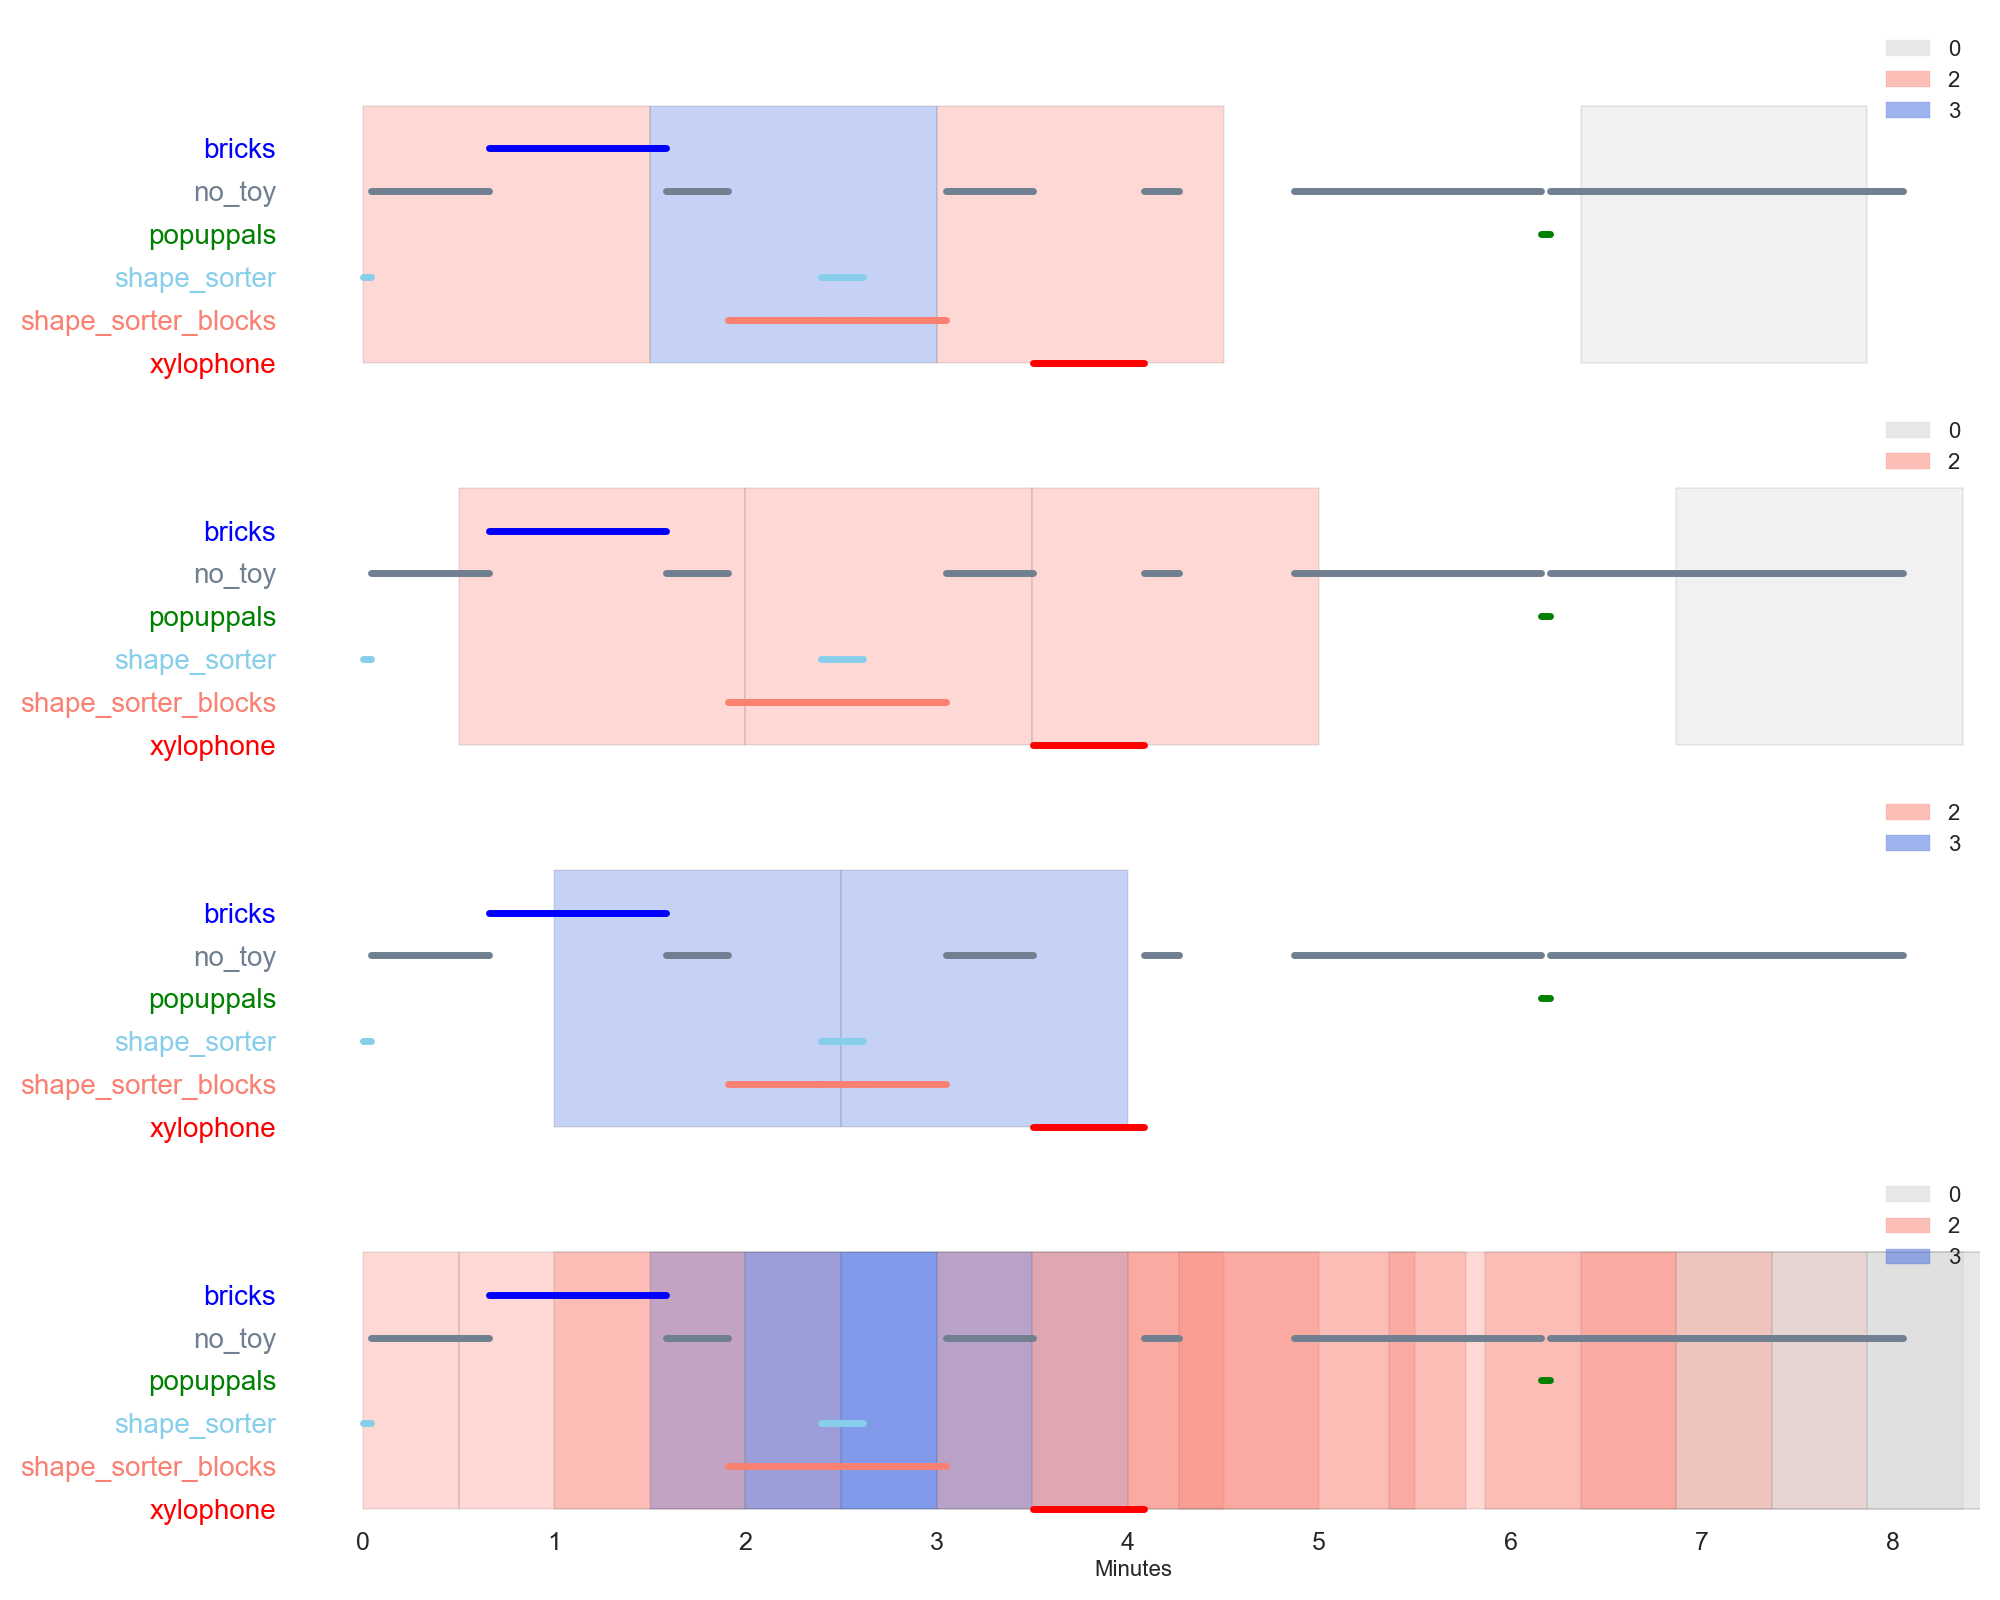 0
2
3
bricks
no_toy
popuppals
shape_sorter
shape_sorter_blocks
xylophone
0
2
bricks
no_toy
popuppals
shape_sorter
shape_sorter_blocks
xylophone
2
3
bricks
no_toy
popuppals
shape_sorter
shape_sorter_blocks
xylophone
0
2
3
bricks
no_toy
popuppals
shape_sorter
shape_sorter_blocks
xylophone
0 1 2 3 4 5 6 7 8
Minutes